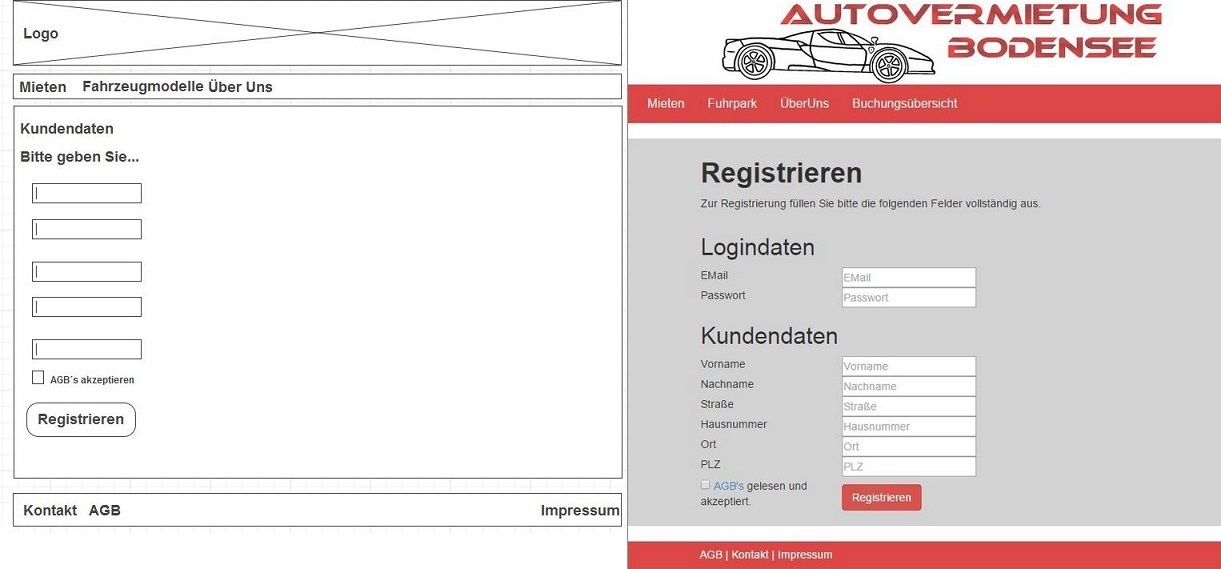 Logo
Mieten Fahrzeugmodelle Über Uns
Kundendaten
Bitte geben Sie...
AGB´s akzeptieren
Registrieren
Kontakt AGB Impressum
AUTOVERMIETUNG
BODENSEE
Mieten Fuhrpark ÜberUns Buchungsübersicht
Registrieren
Zur Registrierung füllen Sie bitte die folgenden Felder vollständig aus.
Logindaten
EMail EMail
Passwort Passwort
Kundendaten
Vorname Vorname
Nachname Nachname
Straße Straße
Hausnummer Hausnummer
Ort Ort
PLZ PLZ
AGB's gelesen und
akzeptiert.
Registrieren
AGB | Kontakt | Impressum